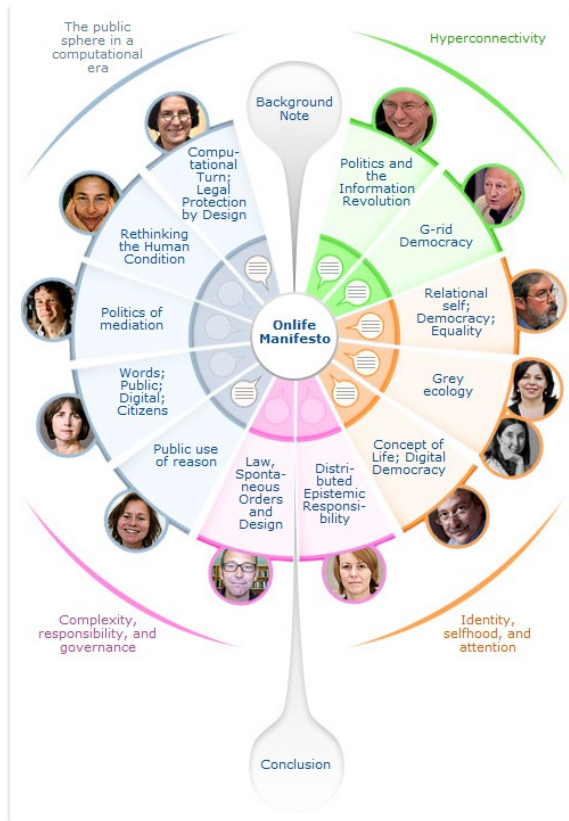 The public
sphere in a
computational
era
Hyperconnectivity
Background
Note
Compu-
tational
Turn;
Legal
Protection
by Design
Politics and
the
Information
Revolution
Rethinking
the Human
Condition
G-rid
Democracy
Politics of
mediation
Onlife
Manifesto
Relational
self;
Democracy;
Equality
Words;
Public;
Digital;
Citizens
Grey
ecology
Public use
of reason
Law,
Sponta-
neous
Orders
and
Design
Distri-
buted
Epistemic
Responsi-
bility
Concept of
Life; Digital
Democracy
Complexity,
responsibility, and
governance
Identity,
selfhood, and
attention
Conclusion